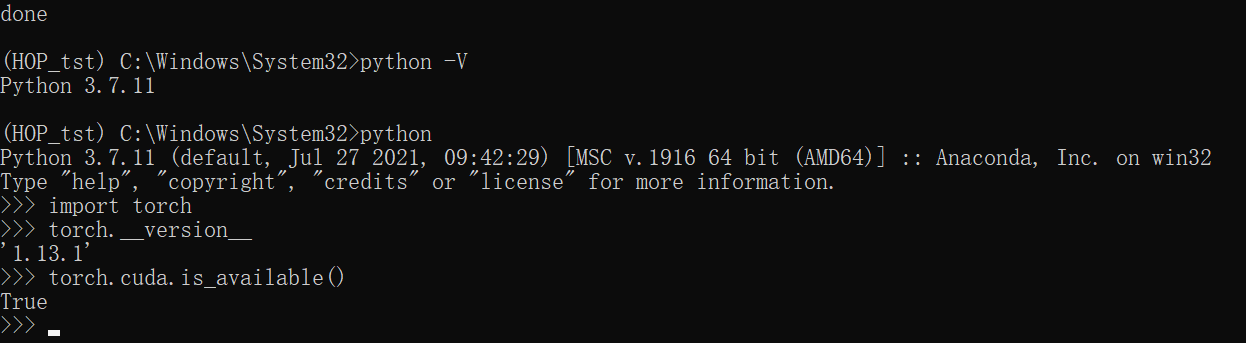 done
(HOP_tst) C:\Windows\System32>python -V
Python 3.7.11
(HOP_tst) C:\Windows\System32>python
Python 3.7.11 (default, Jul 27 2021, 09:42:29) [MSC v.1916 64 bit (AMD64)] :: Anaconda, Inc. on win32
Type "help", "copyright", "credits" or "license" for more information.
>>> import torch
>>> torch.__version__
'1.13.1'
>>> torch.cuda.is_available()
True
>>>